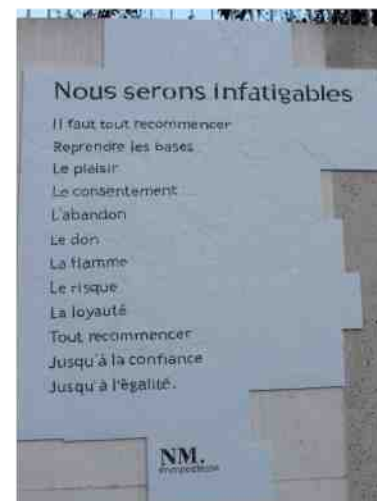 Nous serons infatigables
Il faut tout recommencer
Reprendre les bases
Le plaisir
Le consentement
L'abandon
Le don
La flamme
Le risque
La loyauté
Tout recommencer
Jusqu'à la confiance
Jusqu'à l'égalité.
NM.